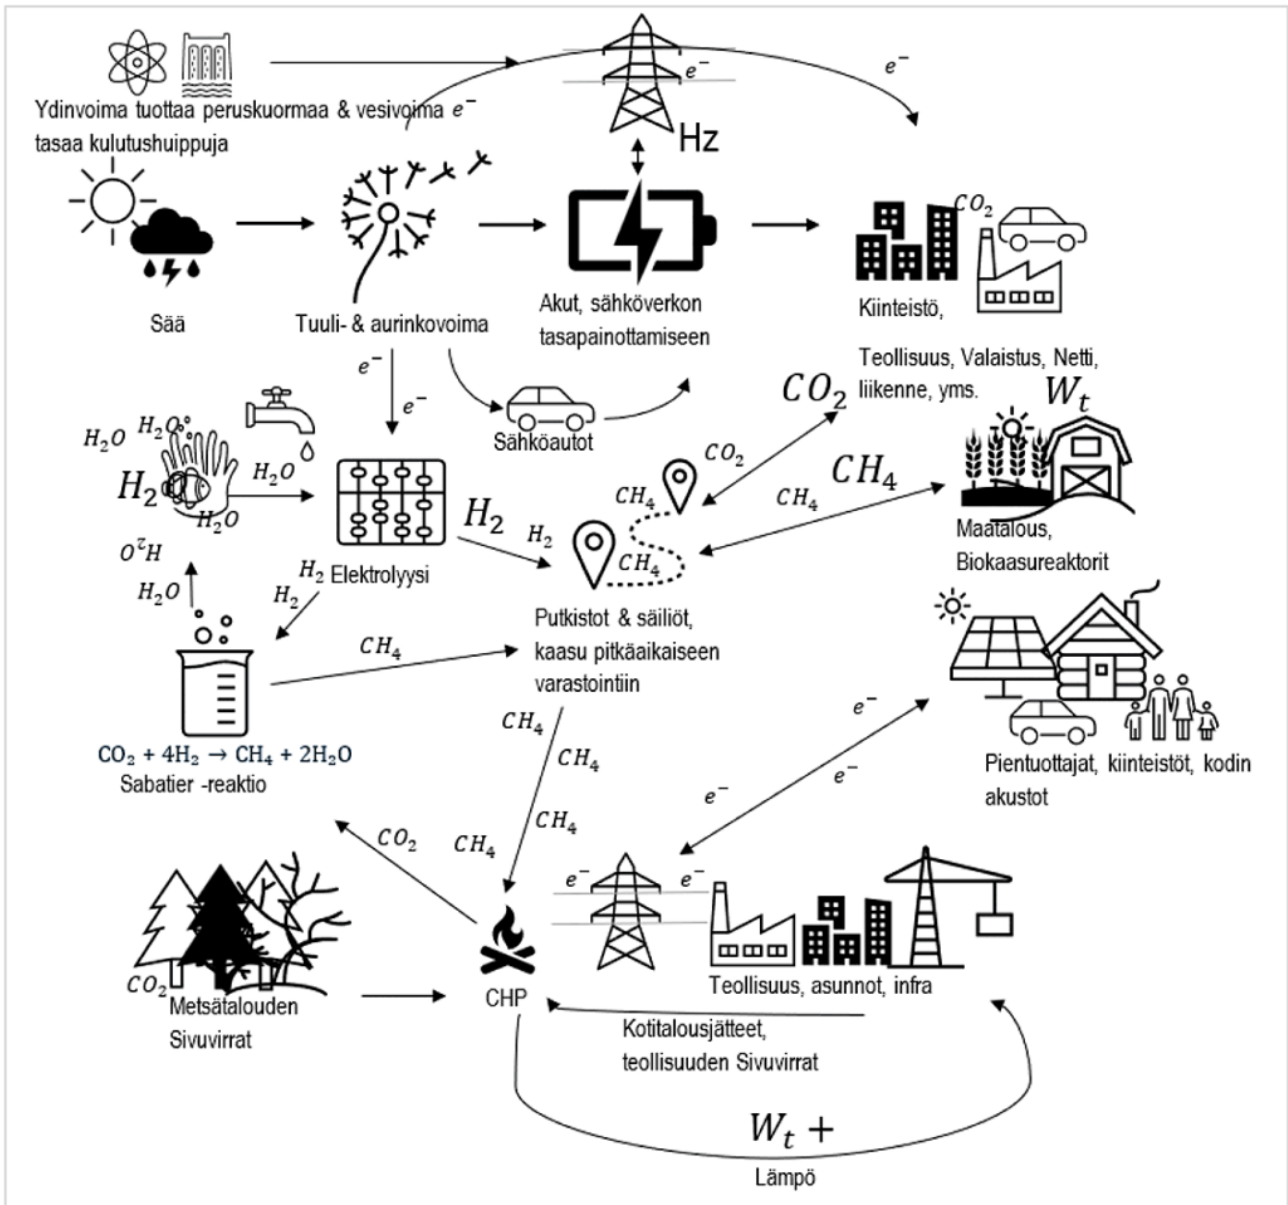 Ydinvoima tuottaa peruskuormaa & vesivoima e⁻
tasaa kulutushuippuja
e⁻
e⁻
Hz
Sää
Tuuli- & aurinkovoima
Akut, sähköverkon
tasapainottamiseen
CO₂
Kiinteistö,
Teollisuus, Valaistus, Netti,
liikenne, yms.
e⁻
e⁻
Sähköautot
H₂O
H₂O
H₂
H₂O
H₂O
H₂O
H₂O
Elektrolyysi
H₂
H₂
H₂
H₂
CH₄
CH₄
Putkistot & säiliöt,
kaasu pitkäaikaiseen
varastointiin
CO₂
CO₂
CH₄
CH₄
Wₜ
Maatalous,
Biokaasureaktorit
CH₄
CO₂ + 4H₂ → CH₄ + 2H₂O
Sabatier -reaktio
CH₄
CH₄
CH₄
CH₄
e⁻
e⁻
e⁻
Pientuottajat, kiinteistöt, kodin
akustot
CO₂
CO₂
Metsätalouden
Sivuvirrat
CHP
e⁻
e⁻
Teollisuus, asunnot, infra
Kotitalousjätteet,
teollisuuden Sivuvirrat
Wₜ +
Lämpö